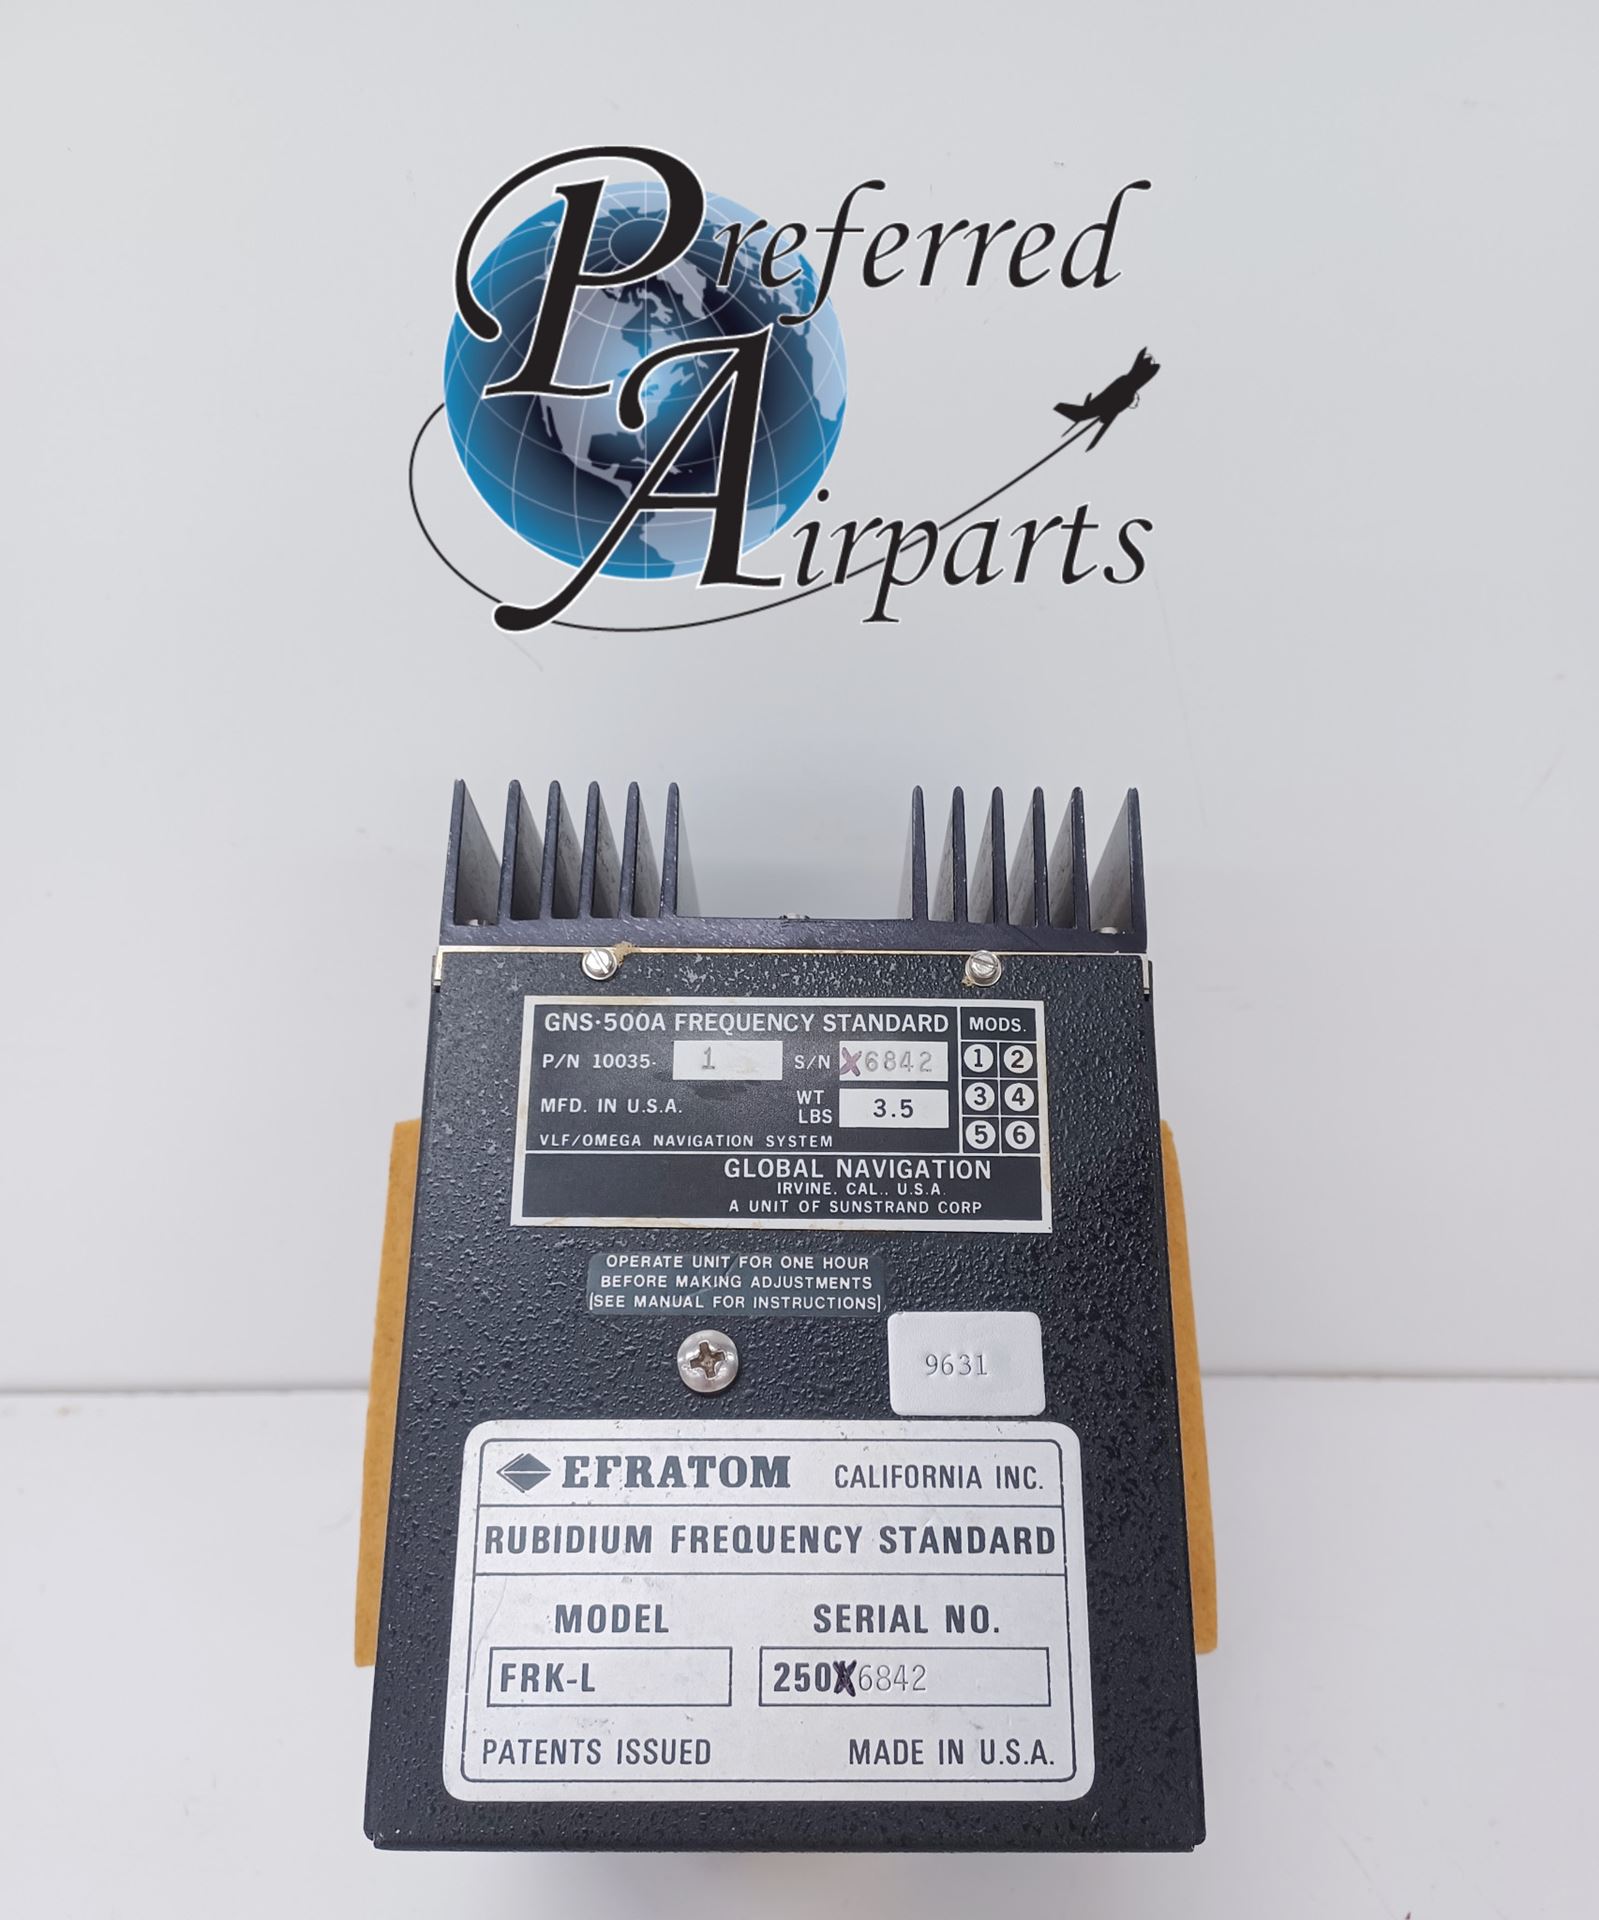 Preferred
Airparts
GNS·500A FREQUENCY STANDARD
MODS.
P/N 10035- 1 S/N X6842
1 2
MFD. IN U.S.A. WT LBS 3.5
3 4
VLF/OMEGA NAVIGATION SYSTEM
5 6
GLOBAL NAVIGATION
IRVINE, CAL., U.S.A.
A UNIT OF SUNSTRAND CORP
OPERATE UNIT FOR ONE HOUR
BEFORE MAKING ADJUSTMENTS
(SEE MANUAL FOR INSTRUCTIONS)
9631
EFRATOM CALIFORNIA INC.
RUBIDIUM FREQUENCY STANDARD
MODEL SERIAL NO.
FRK-L 250X6842
PATENTS ISSUED MADE IN U.S.A.